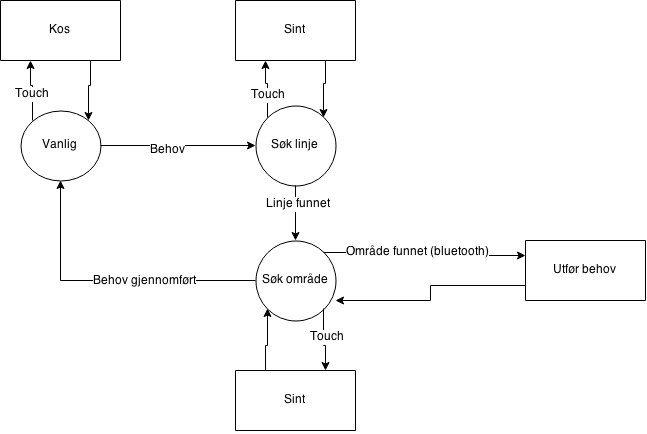 Kos
Sint
Touch
Touch
Vanlig
Behov
Søk linje
Linje funnet
Område funnet (bluetooth)
Utfør behov
Behov gjennomført
Søk område
Touch
Sint